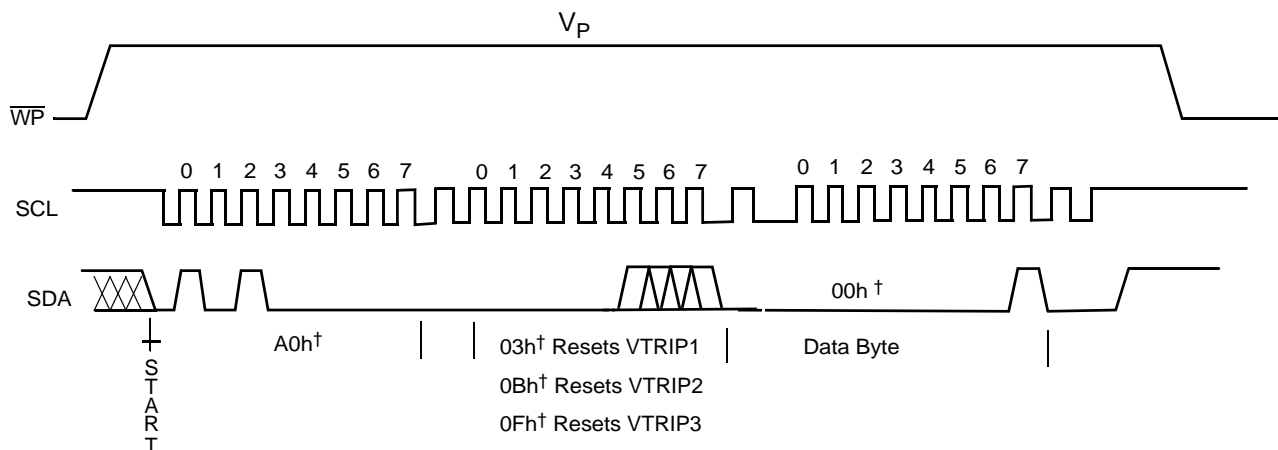 VP
WP
0 1 2 3 4 5 6 7 0 1 2 3 4 5 6 7 0 1 2 3 4 5 6 7
SCL
SDA
00h†
A0h†
03h† Resets VTRIP1
Data Byte
0Bh† Resets VTRIP2
0Fh† Resets VTRIP3
START